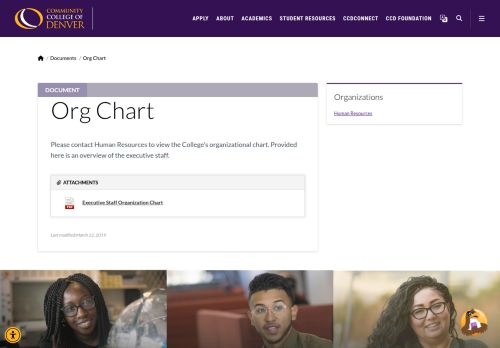 COMMUNITY
COLLEGE OF
DENVER
APPLY ABOUT ACADEMICS STUDENT RESOURCES CCDCONNECT CCD FOUNDATION
/ Documents / Org Chart
DOCUMENT
Org Chart
Please contact Human Resources to view the College's organizational chart. Provided
here is an overview of the executive staff.
ATTACHMENTS
PDF
Executive Staff Organization Chart
Last modified March 12, 2019
Organizations
Human Resources